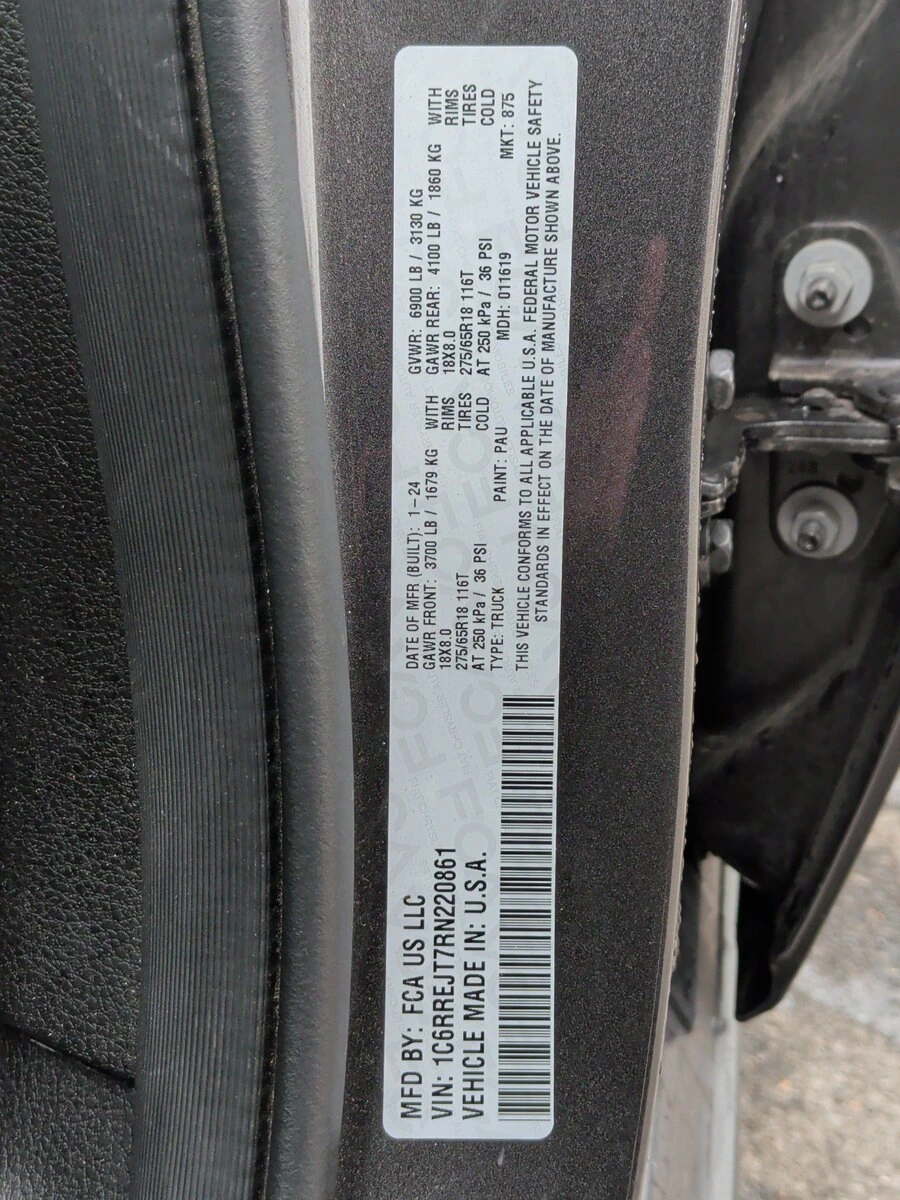 MFD BY: FCA US LLC
VIN: 1C6RREJT7RN220861
VEHICLE MADE IN: U.S.A.
DATE OF MFR (BUILT): 1-24 GVWR: 6900 LB / 3130 KG
GAWR FRONT: 3700 LB / 1679 KG WITH GAWR REAR: 4100 LB / 1860 KG WITH
18X8.0 RIMS 18X8.0 RIMS
275/65R18 116T TIRES 275/65R18 116T TIRES
AT 250 kPa / 36 PSI COLD AT 250 kPa / 36 PSI COLD
TYPE: TRUCK PAINT: PAU MDH: 011619 MKT: 875
THIS VEHICLE CONFORMS TO ALL APPLICABLE U.S.A. FEDERAL MOTOR VEHICLE SAFETY
STANDARDS IN EFFECT ON THE DATE OF MANUFACTURE SHOWN ABOVE.